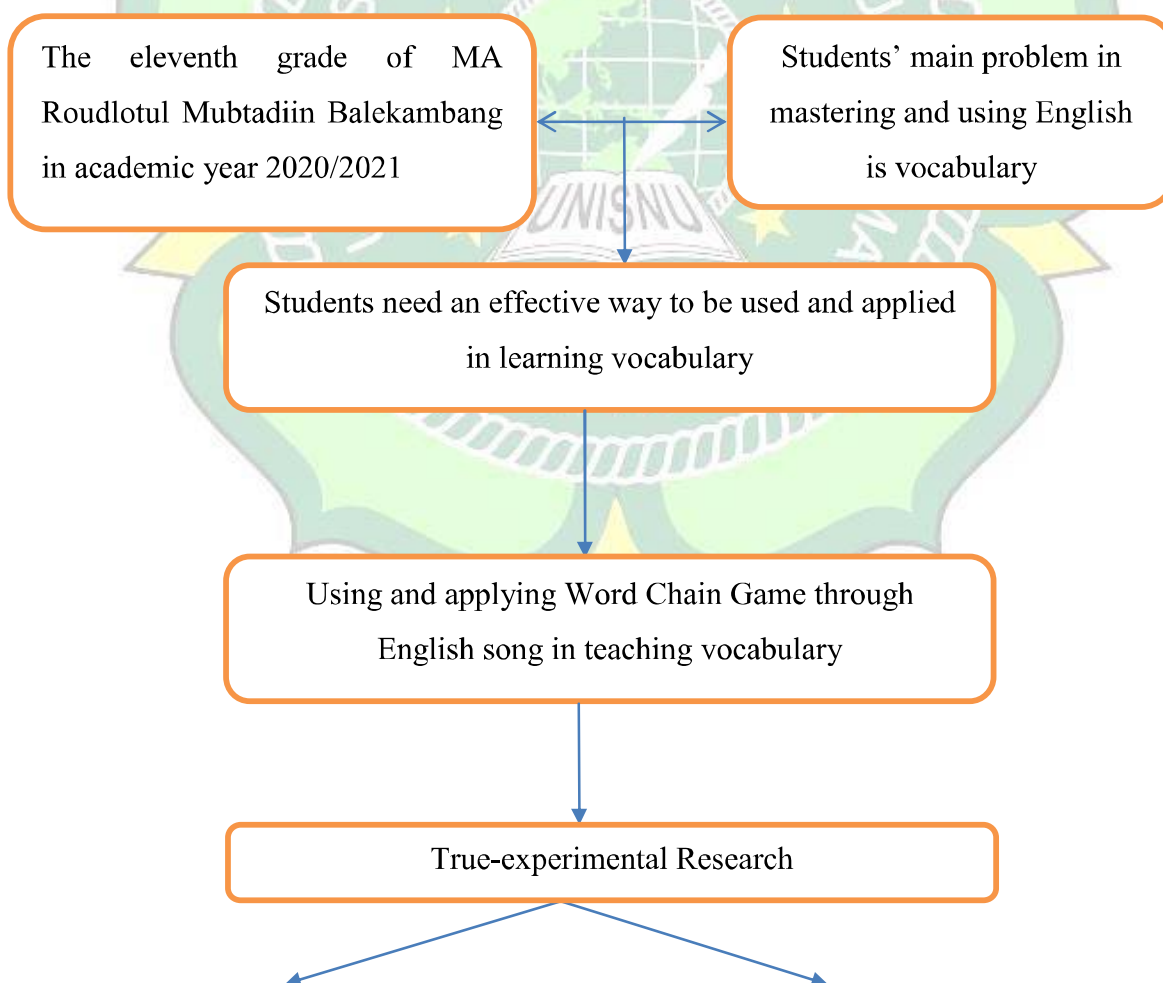 The eleventh grade of MA
Roudlotul Mubtadiin Balekambang
in academic year 2020/2021
Students’ main problem in
mastering and using English
is vocabulary
UNISNU
Students need an effective way to be used and applied
in learning vocabulary
Using and applying Word Chain Game through
English song in teaching vocabulary
True-experimental Research